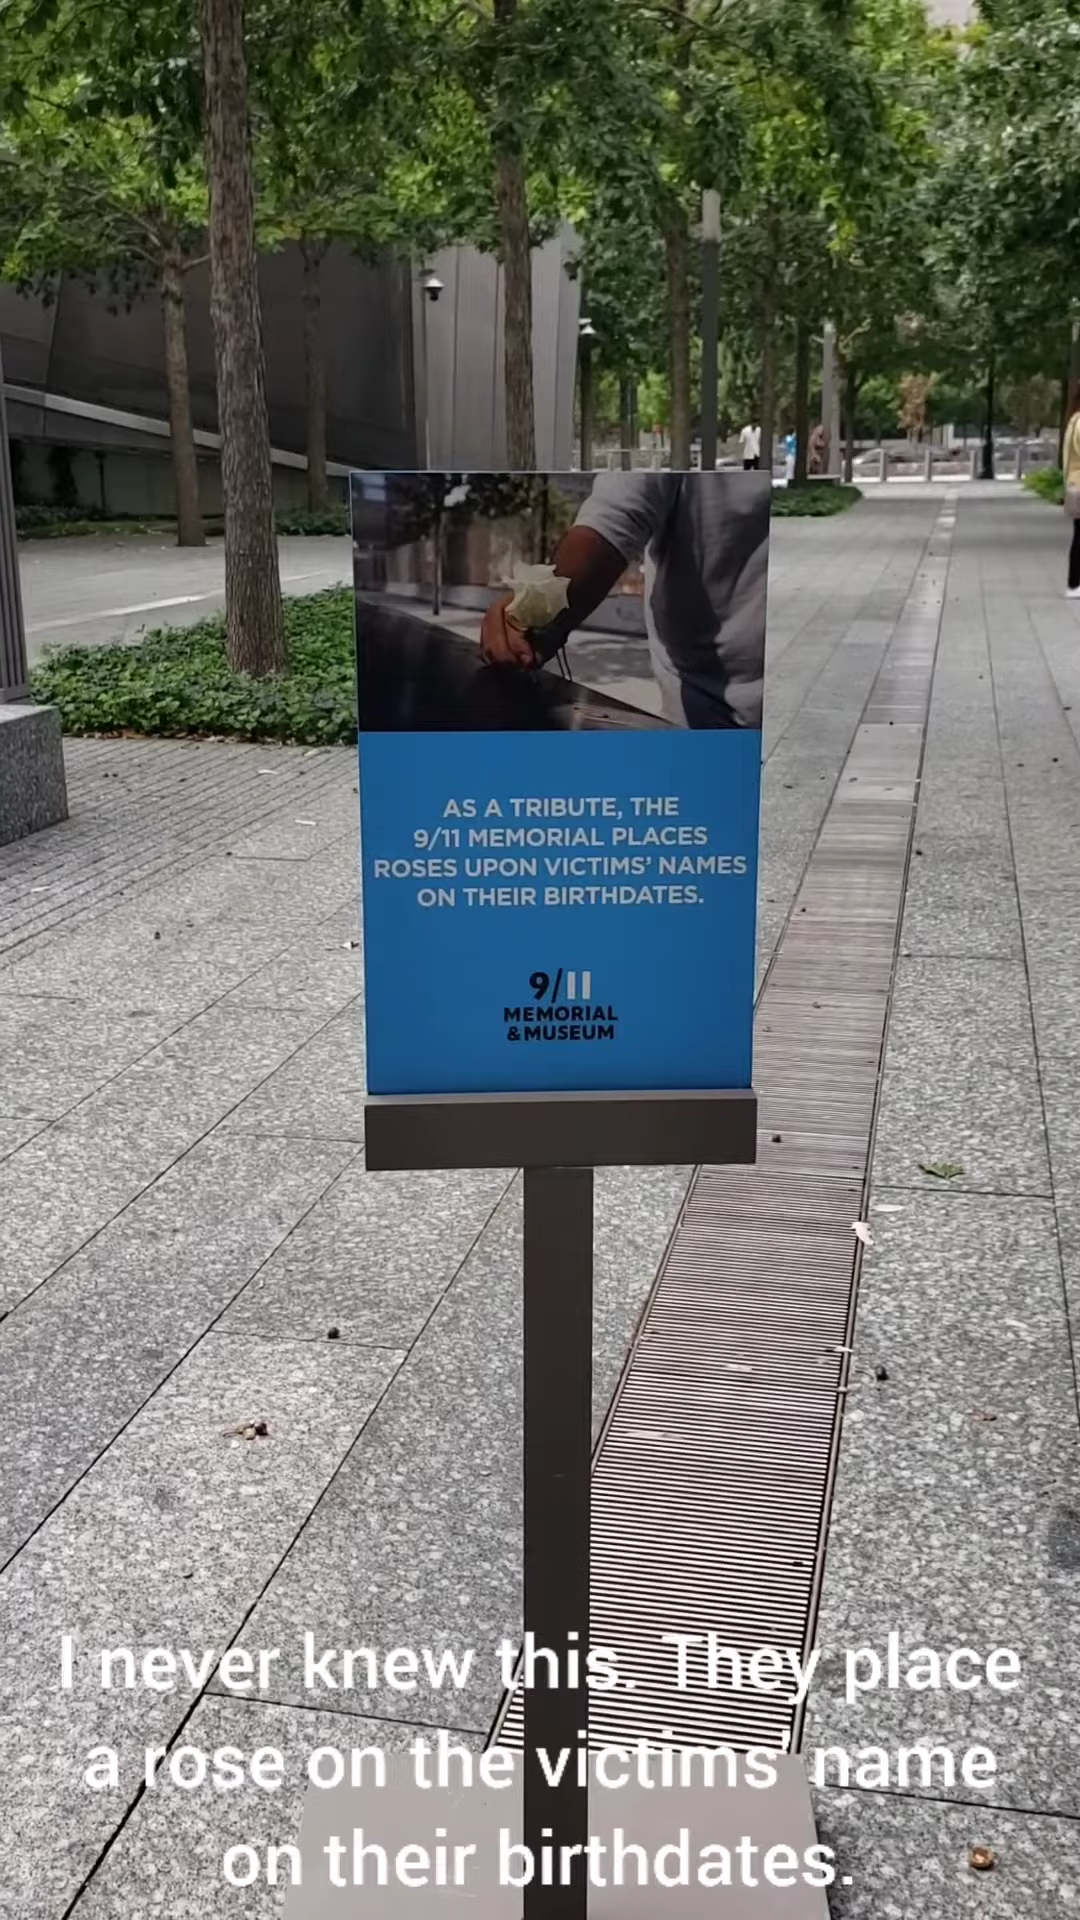 AS A TRIBUTE, THE
9/11 MEMORIAL PLACES
ROSES UPON VICTIMS' NAMES
ON THEIR BIRTHDATES.
9/11
MEMORIAL
&MUSEUM
I never knew this. They place
a rose on the victims' name
on their birthdates.